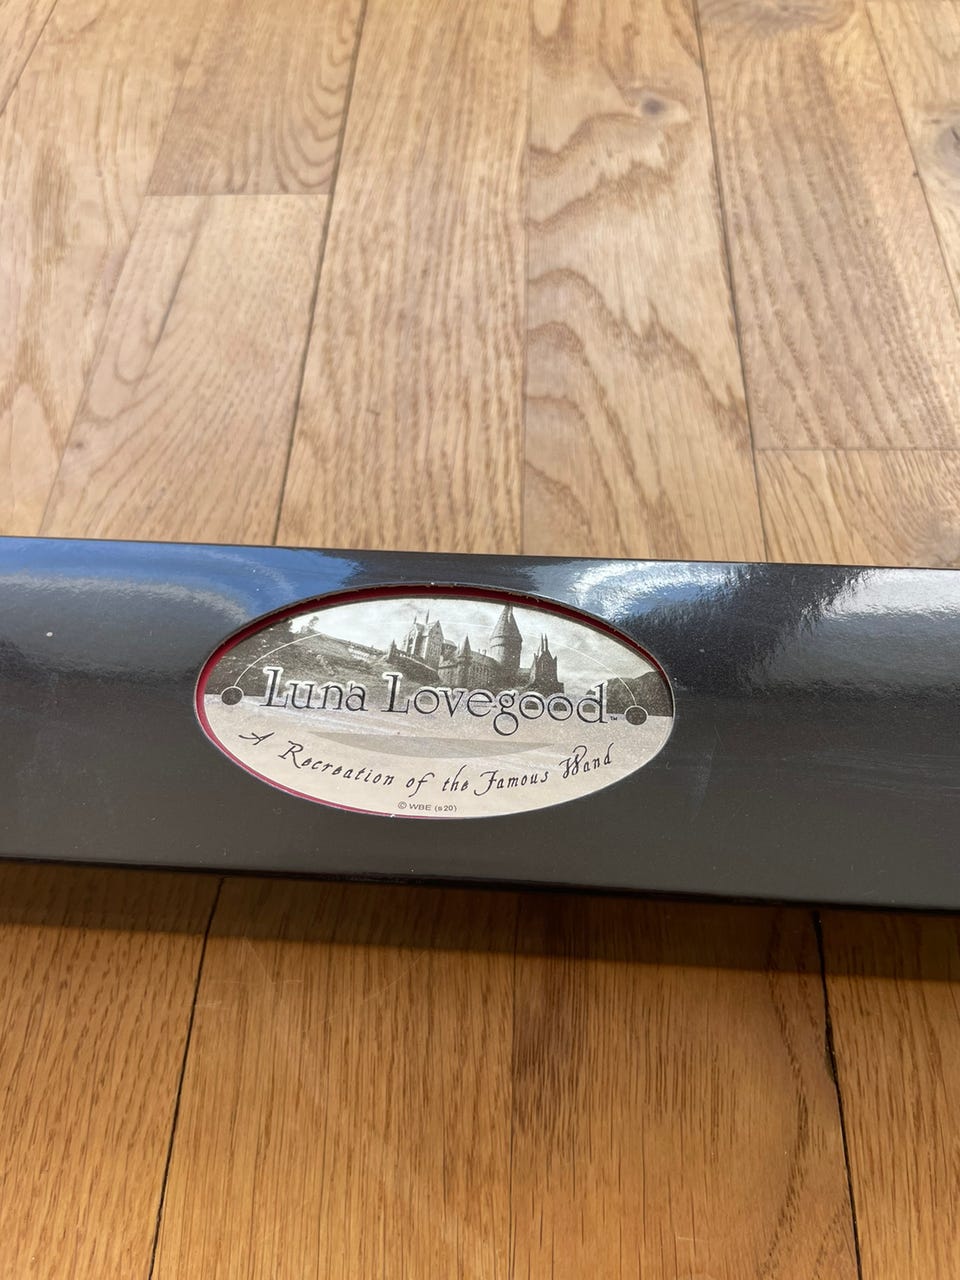 Luna Lovegood™
A Recreation of the Famous Wand
© WBE (s20)